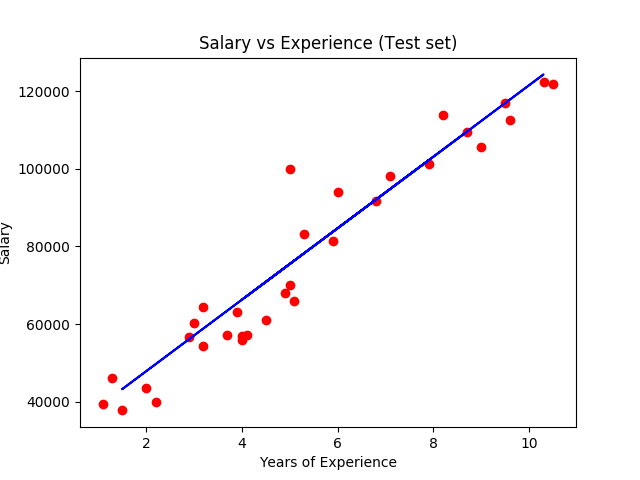 Salary vs Experience (Test set)
120000
100000
80000
60000
40000
Salary
2 4 6 8 10
Years of Experience